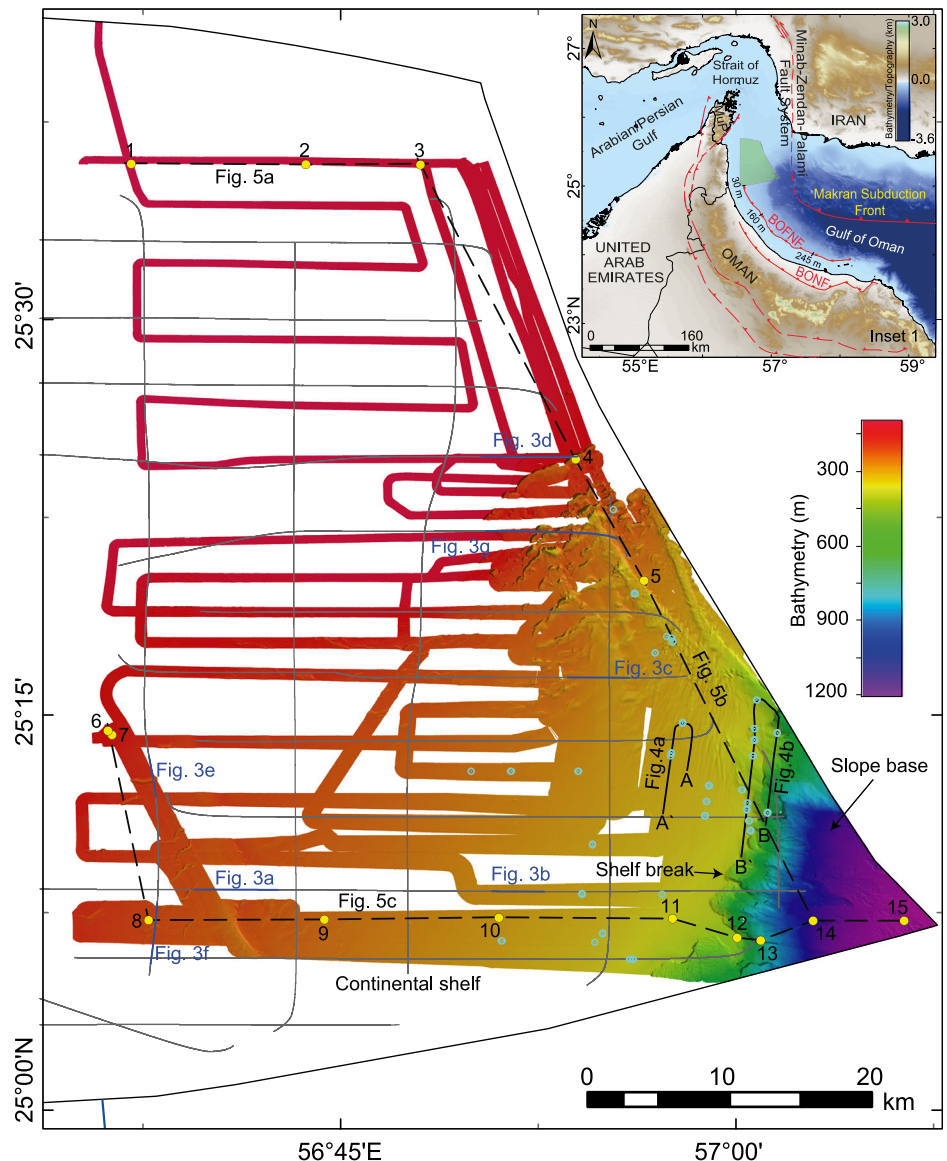 1
2
3
Fig. 5a
Fig. 3d
4
Fig. 3g
5
Fig. 3c
Fig. 5b
6
7
Fig. 3e
Fig.4a
A
A`
Fig.4b
B
B`
Slope base
Shelf break
Fig. 3a
Fig. 3b
Fig. 5c
8
9
10
11
12
13
14
15
Fig. 3f
Continental shelf
25°30'
25°15'
25°00'N
56°45'E
57°00'
0 10 20
km
Bathymetry (m)
300
600
900
1200
N
27°
25°
23°N
55°E
57°
59°
Strait of
Hormuz
Minab-Zendan-Palami
Fault System
IRAN
Arabian/Persian
Gulf
MuP
30 m
160 m
245 m
BOFNF
BONF
Makran Subduction
Front
Gulf of Oman
UNITED
ARAB
EMIRATES
OMAN
0 160
km
Inset 1
Bathymetry/Topography (km)
3.0
0.0
-3.6